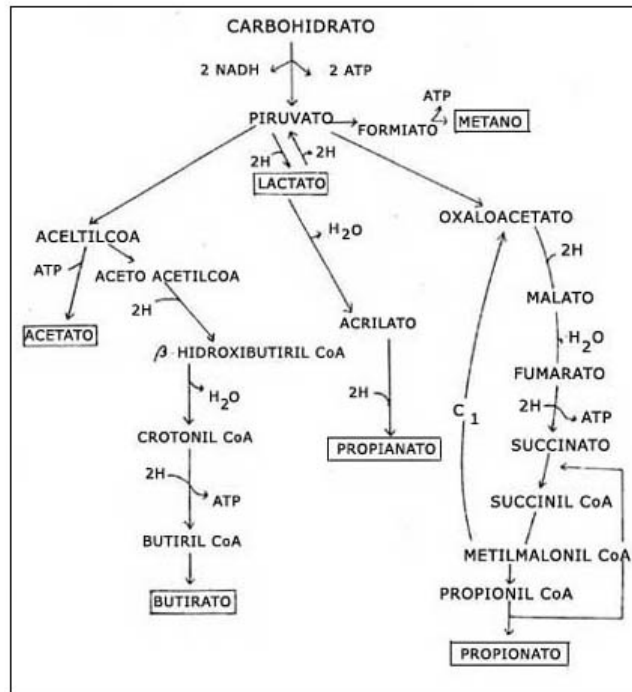 CARBOHIDRATO
2 NADH
2 ATP
PIRUVATO
ATP
FORMIATO
METANO
2H
2H
LACTATO
OXALOACETATO
ACELTILCOA
H2O
2H
ATP
ACETO ACETILCOA
MALATO
2H
ACETATO
ACRILATO
H2O
β-HIDROXIBUTIRIL CoA
FUMARATO
H2O
2H
2H
ATP
C1
CROTONIL CoA
PROPIANATO
SUCCINATO
2H
ATP
SUCCINIL CoA
BUTIRIL CoA
METILMALONIL CoA
PROPIONIL CoA
BUTIRATO
PROPIONATO